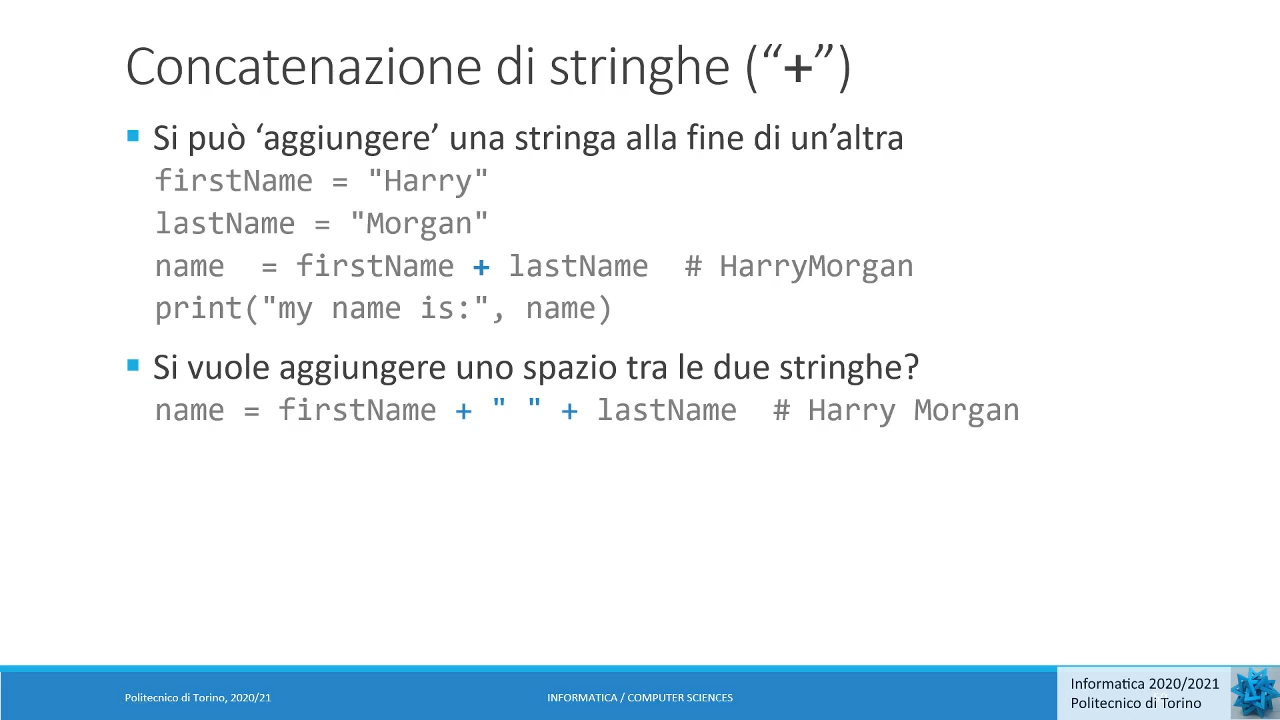 Concatenazione di stringhe (“+”)
Si può ‘aggiungere’ una stringa alla fine di un’altra
firstName = "Harry"
lastName = "Morgan"
name  = firstName + lastName  # HarryMorgan
print("my name is:", name)
Si vuole aggiungere uno spazio tra le due stringhe?
name = firstName + " " + lastName  # Harry Morgan
Politecnico di Torino, 2020/21
INFORMATICA / COMPUTER SCIENCES
Informatica 2020/2021
Politecnico di Torino